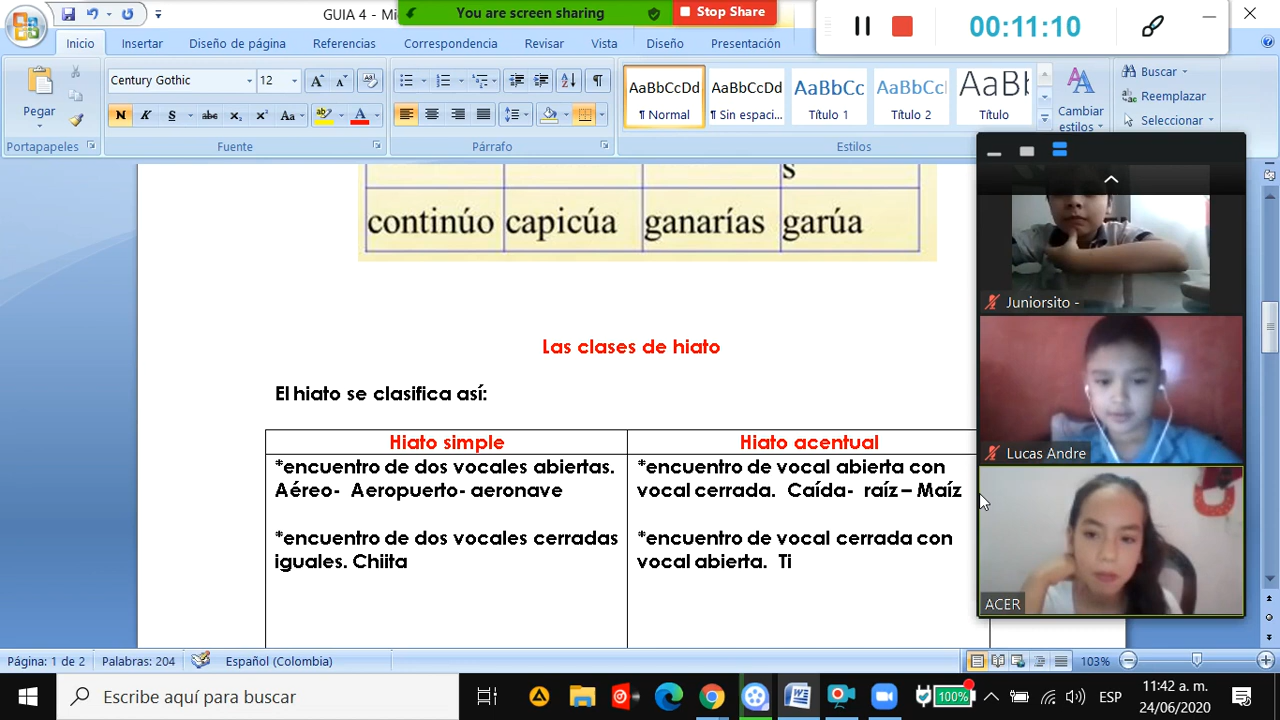 GUIA 4 - Mi
You are screen sharing
Stop Share
00:11:10
Inicio
Insertar
Diseño de página
Referencias
Correspondencia
Revisar
Vista
Diseño
Presentación
Pegar
Portapapeles
Century Gothic
12
N K S abe x₂ x² Aa
Fuente
Párrafo
AaBbCcDd
AaBbCcDd
AaBbCc
AaBbCc
AaB
¶ Normal
¶ Sin espaci...
Título 1
Título 2
Título
Cambiar
estilos
Estilos
Buscar
Reemplazar
Seleccionar
s
continúo capicúa ganarías garúa
Las clases de hiato
El hiato se clasifica así:
Hiato simple
*encuentro de dos vocales abiertas.
Aéreo- Aeropuerto- aeronave
*encuentro de dos vocales cerradas
iguales. Chiita
Hiato acentual
*encuentro de vocal abierta con
vocal cerrada. Caída- raíz – Maíz
*encuentro de vocal cerrada con
vocal abierta. Ti
Juniorsito -
Lucas Andre
ACER
Página: 1 de 2
Palabras: 204
Español (Colombia)
103%
Escribe aquí para buscar
100%
ESP
11:42 a. m.
24/06/2020